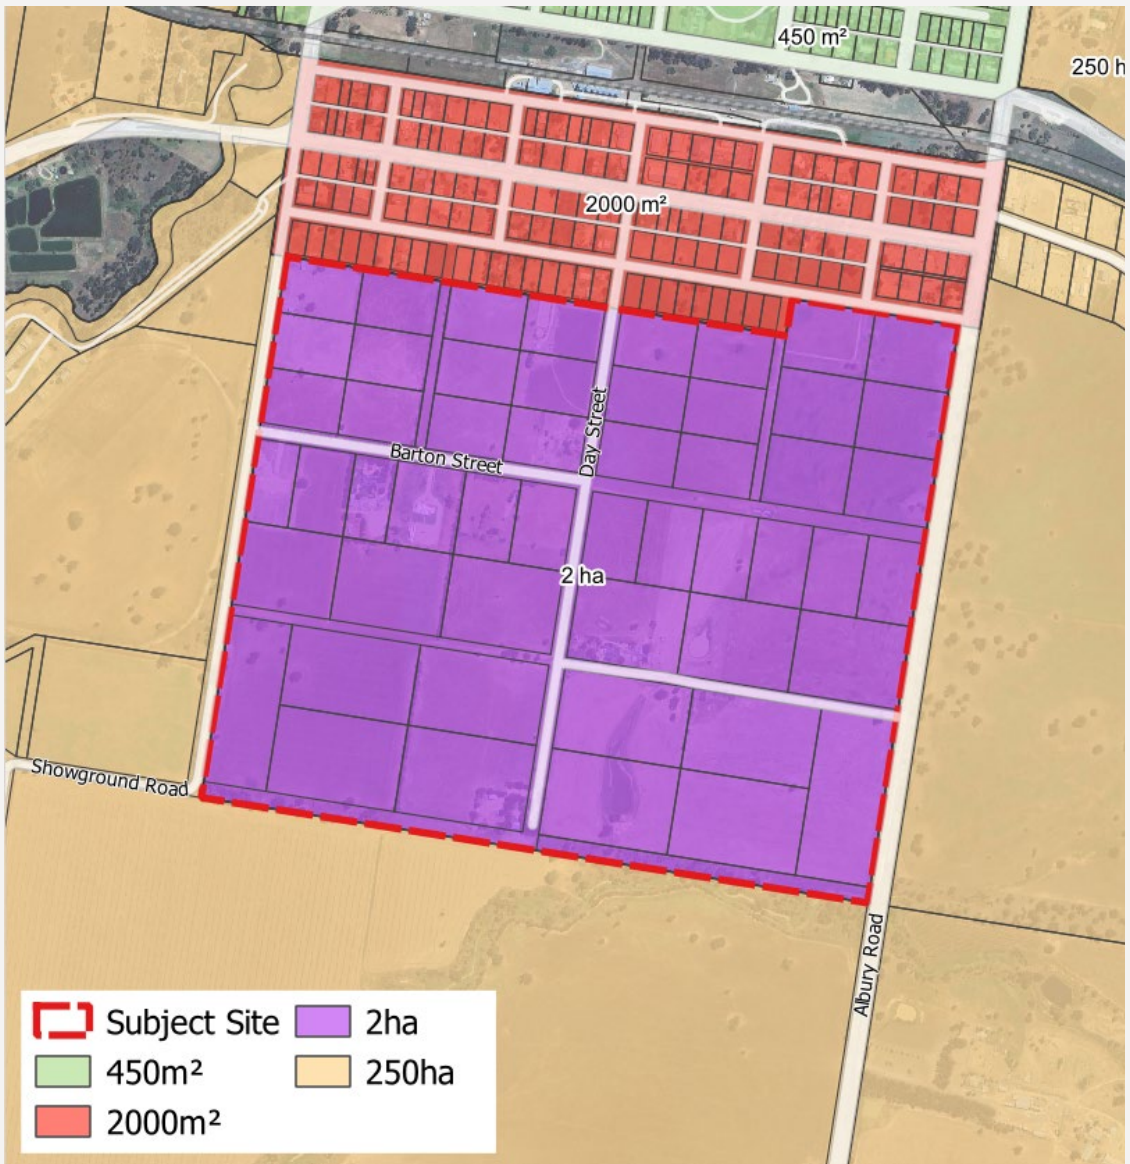 450 m²
250 h
2000 m²
Day Street
Barton Street
2 ha
Showground Road
Albury Road
Subject Site
2ha
450m²
250ha
2000m²